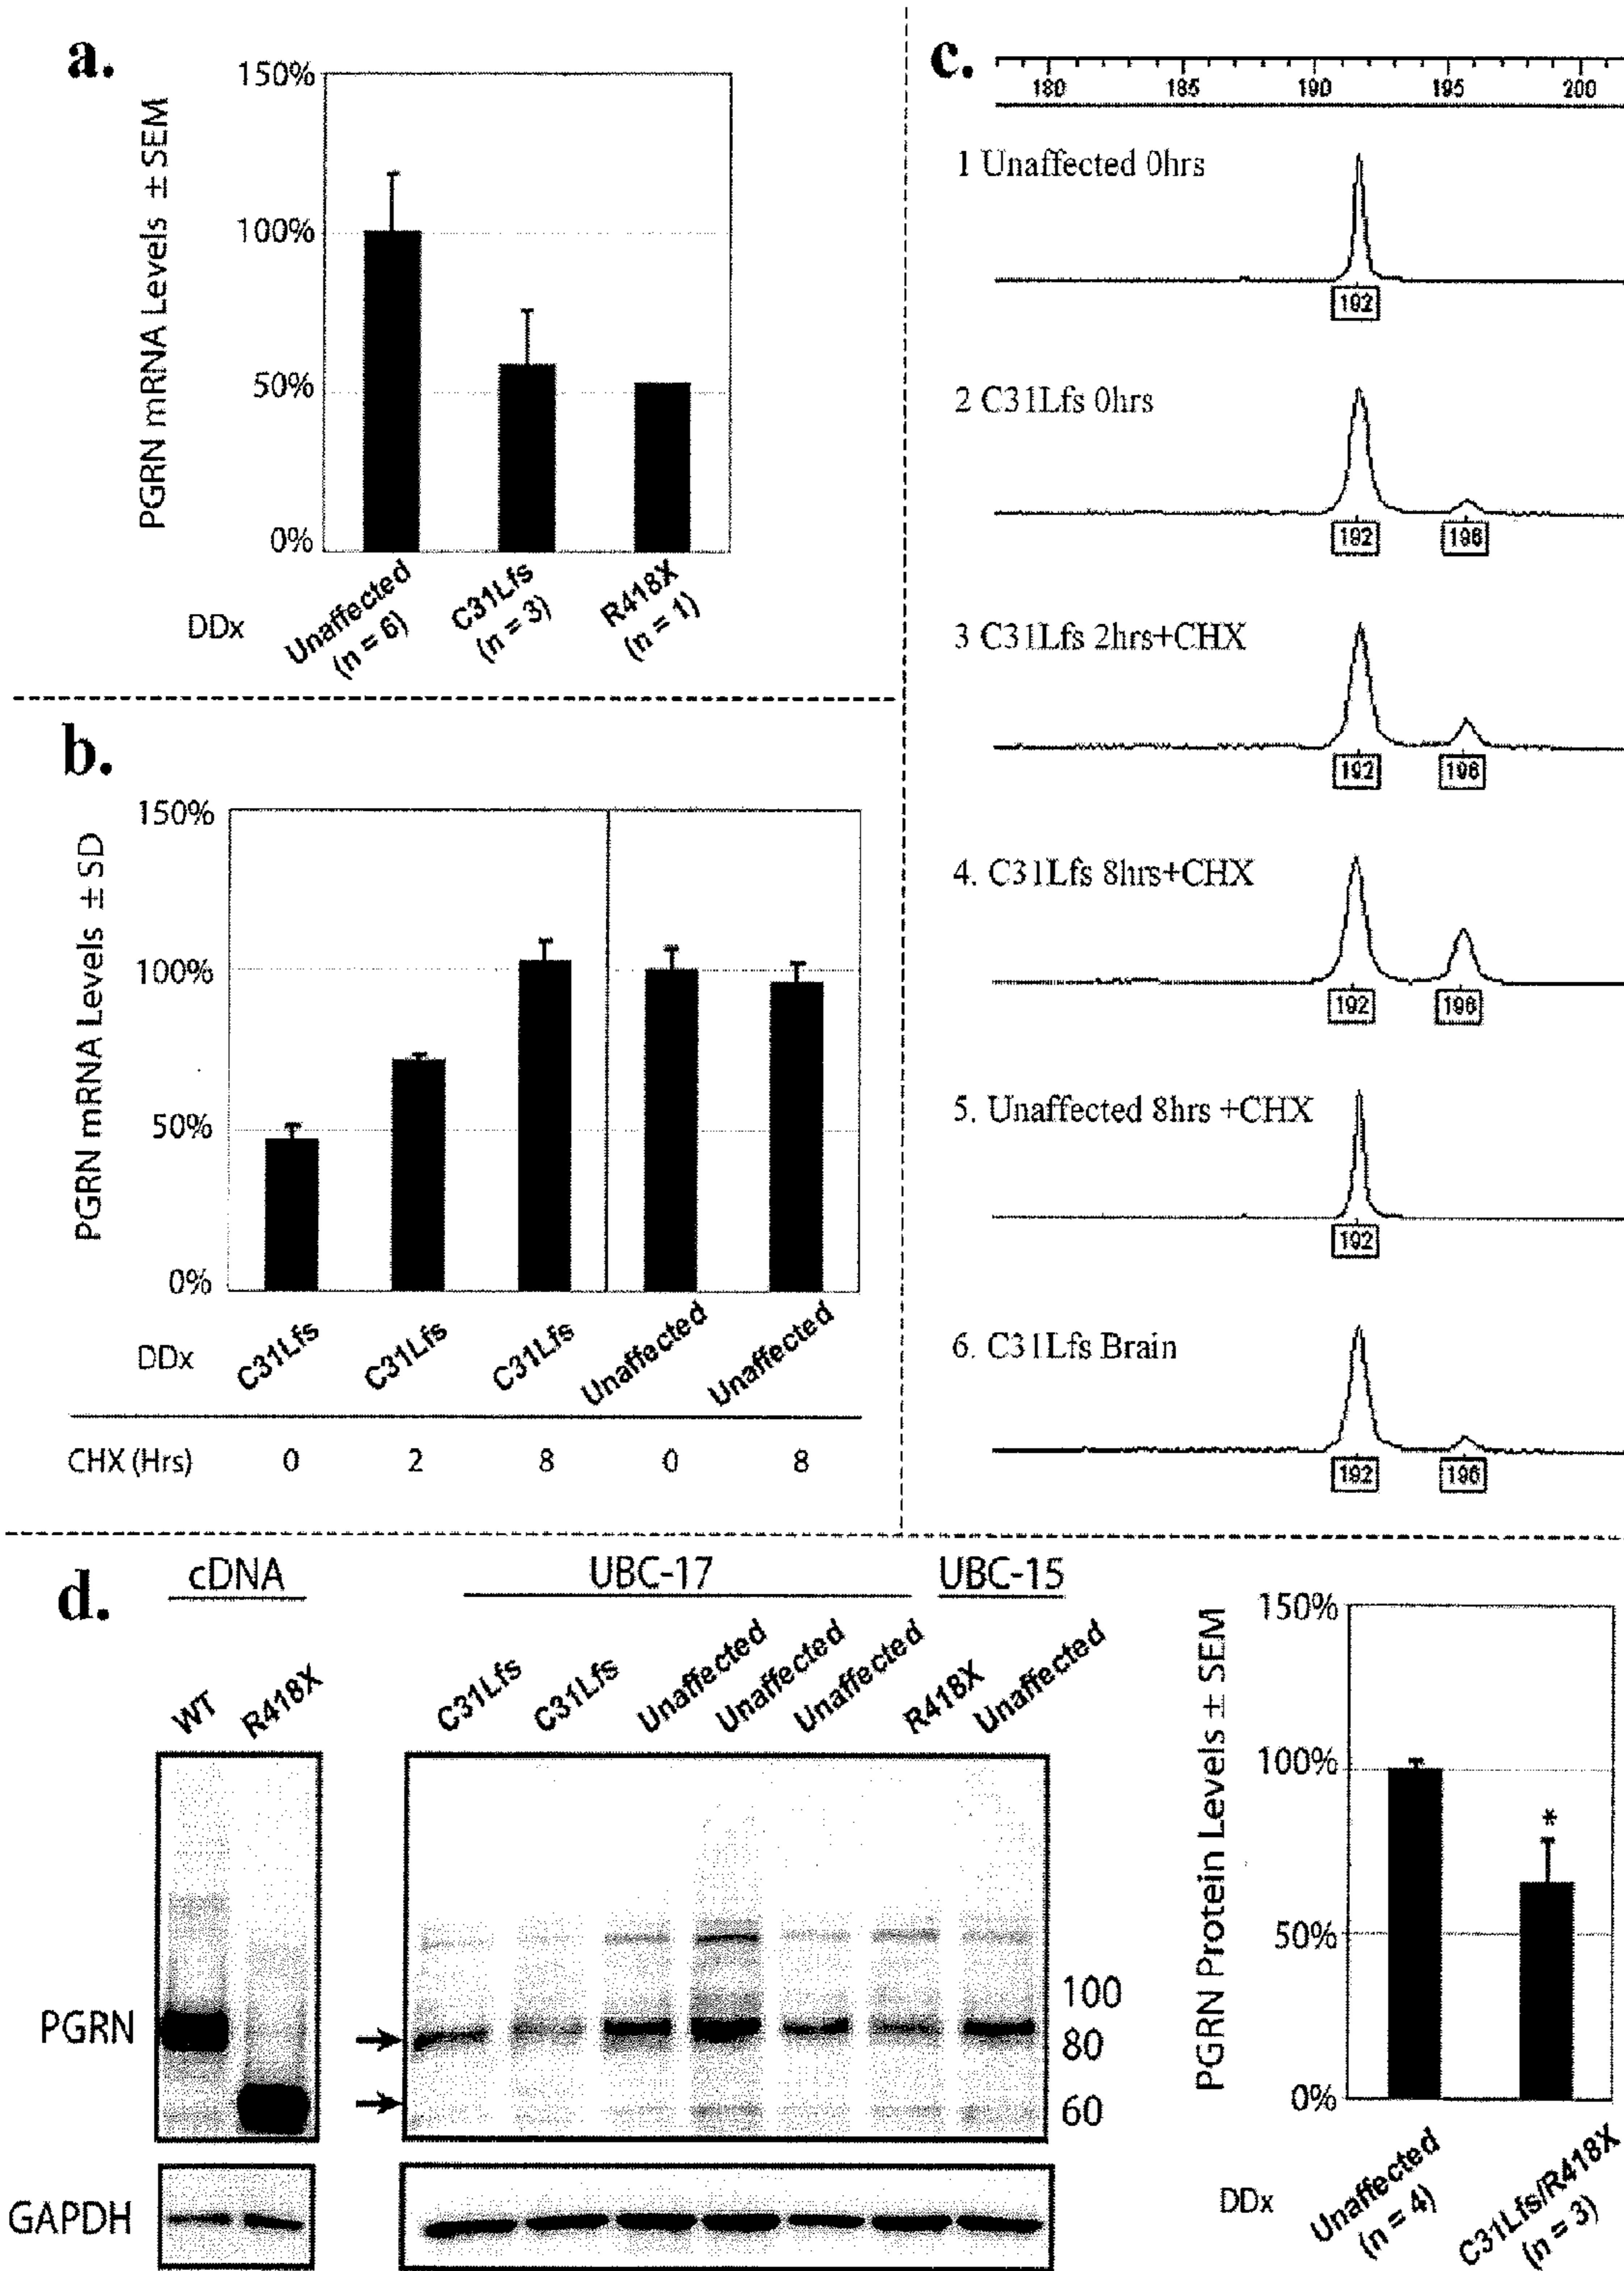 a.
PGRN mRNA Levels ± SEM
150%
100%
50%
0%
DDx
Unaffected
(n = 6)
C31Lfs
(n = 3)
R418X
(n = 1)
b.
PGRN mRNA Levels ± SD
150%
100%
50%
0%
DDx
C31Lfs
C31Lfs
C31Lfs
Unaffected
Unaffected
CHX (Hrs) 0 2 8 0 8
c.
180 185 190 195 200
1 Unaffected 0hrs
192
2 C31Lfs 0hrs
192 196
3 C31Lfs 2hrs+CHX
192 196
4. C31Lfs 8hrs+CHX
192 196
5. Unaffected 8hrs +CHX
192
6. C31Lfs Brain
192 196
d.
cDNA UBC-17 UBC-15
WT
R418X
C31Lfs
C31Lfs
Unaffected
Unaffected
Unaffected
R418X
Unaffected
PGRN
100
80
60
GAPDH
PGRN Protein Levels ± SEM
150%
100%
50%
0%
*
DDx
Unaffected
(n = 4)
C31Lfs/R418X
(n = 3)